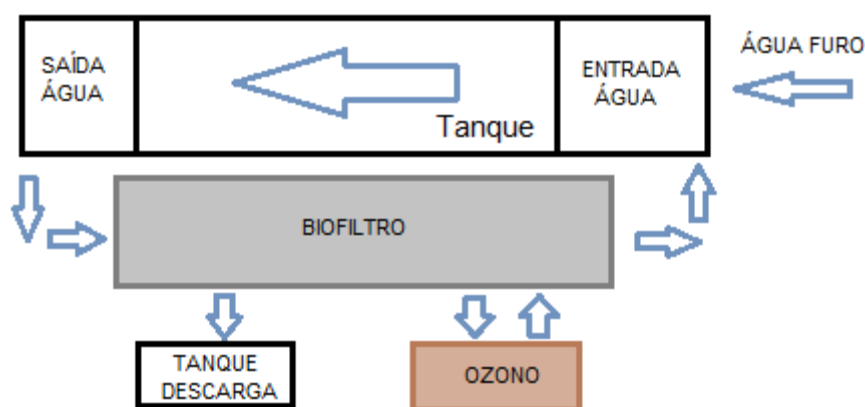 SAÍDA
ÁGUA
Tanque
ENTRADA
ÁGUA
ÁGUA FURO
BIOFILTRO
TANQUE
DESCARGA
OZONO